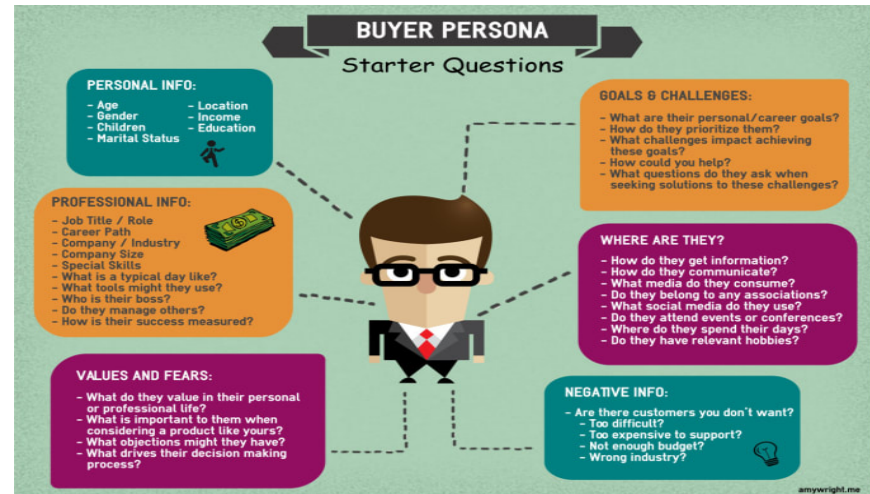 BUYER PERSONA
Starter Questions
PERSONAL INFO:
- Age
- Gender
- Children
- Marital Status
- Location
- Income
- Education
PROFESSIONAL INFO:
- Job Title / Role
- Career Path
- Company / Industry
- Company Size
- Special Skills
- What is a typical day like?
- What tools might they use?
- Who is their boss?
- Do they manage others?
- How is their success measured?
VALUES AND FEARS:
- What do they value in their personal
or professional life?
- What is important to them when
considering a product like yours?
- What objections might they have?
- What drives their decision making
process?
GOALS & CHALLENGES:
- What are their personal/career goals?
- How do they prioritize them?
- What challenges impact achieving
these goals?
- How could you help?
- What questions do they ask when
seeking solutions to these challenges?
WHERE ARE THEY?
- How do they get information?
- How do they communicate?
- What media do they consume?
- Do they belong to any associations?
- What social media do they use?
- Do they attend events or conferences?
- Where do they spend their days?
- Do they have relevant hobbies?
NEGATIVE INFO:
- Are there customers you don't want?
- Too difficult?
- Too expensive to support?
- Not enough budget?
- Wrong industry?
amywright.me